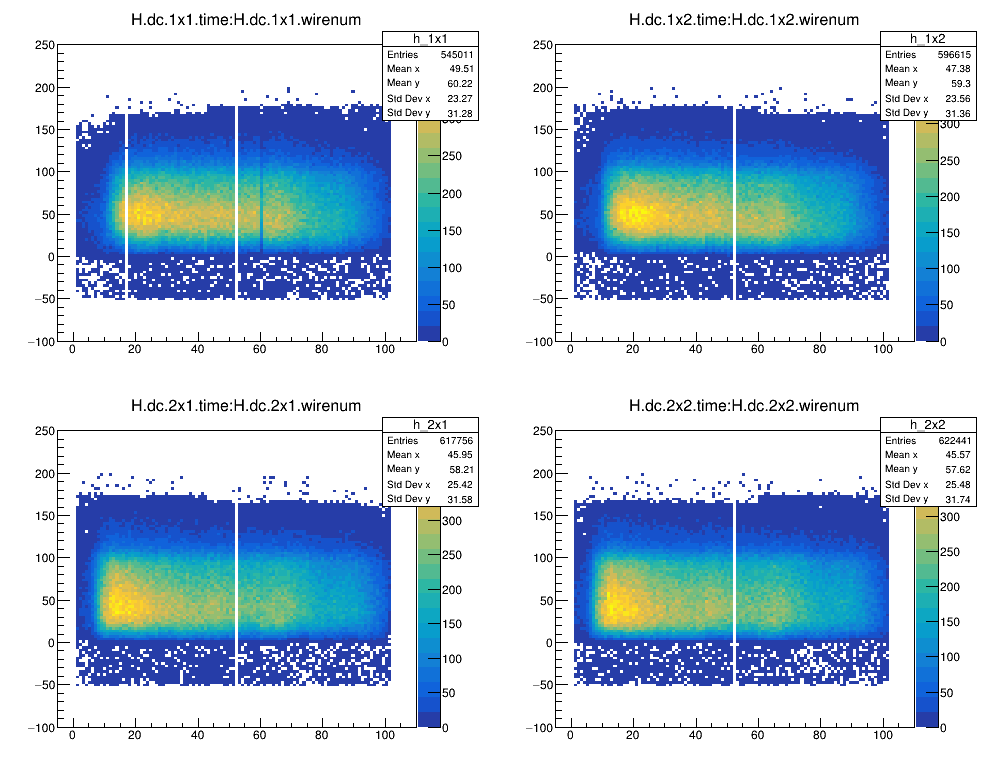 H.dc.1x1.time:H.dc.1x1.wirenum
h_1x1
Entries 545011
Mean x 49.51
Mean y 60.22
Std Dev x 23.27
Std Dev y 31.28
250
200
150
100
50
0
−50
−100
0 20 40 60 80 100
300
250
200
150
100
50
0
H.dc.1x2.time:H.dc.1x2.wirenum
h_1x2
Entries 596615
Mean x 47.38
Mean y 59.3
Std Dev x 23.56
Std Dev y 31.36
250
200
150
100
50
0
−50
−100
0 20 40 60 80 100
300
250
200
150
100
50
0
H.dc.2x1.time:H.dc.2x1.wirenum
h_2x1
Entries 617756
Mean x 45.95
Mean y 58.21
Std Dev x 25.42
Std Dev y 31.58
250
200
150
100
50
0
−50
−100
0 20 40 60 80 100
300
250
200
150
100
50
0
H.dc.2x2.time:H.dc.2x2.wirenum
h_2x2
Entries 622441
Mean x 45.57
Mean y 57.62
Std Dev x 25.48
Std Dev y 31.74
250
200
150
100
50
0
−50
−100
0 20 40 60 80 100
300
250
200
150
100
50
0